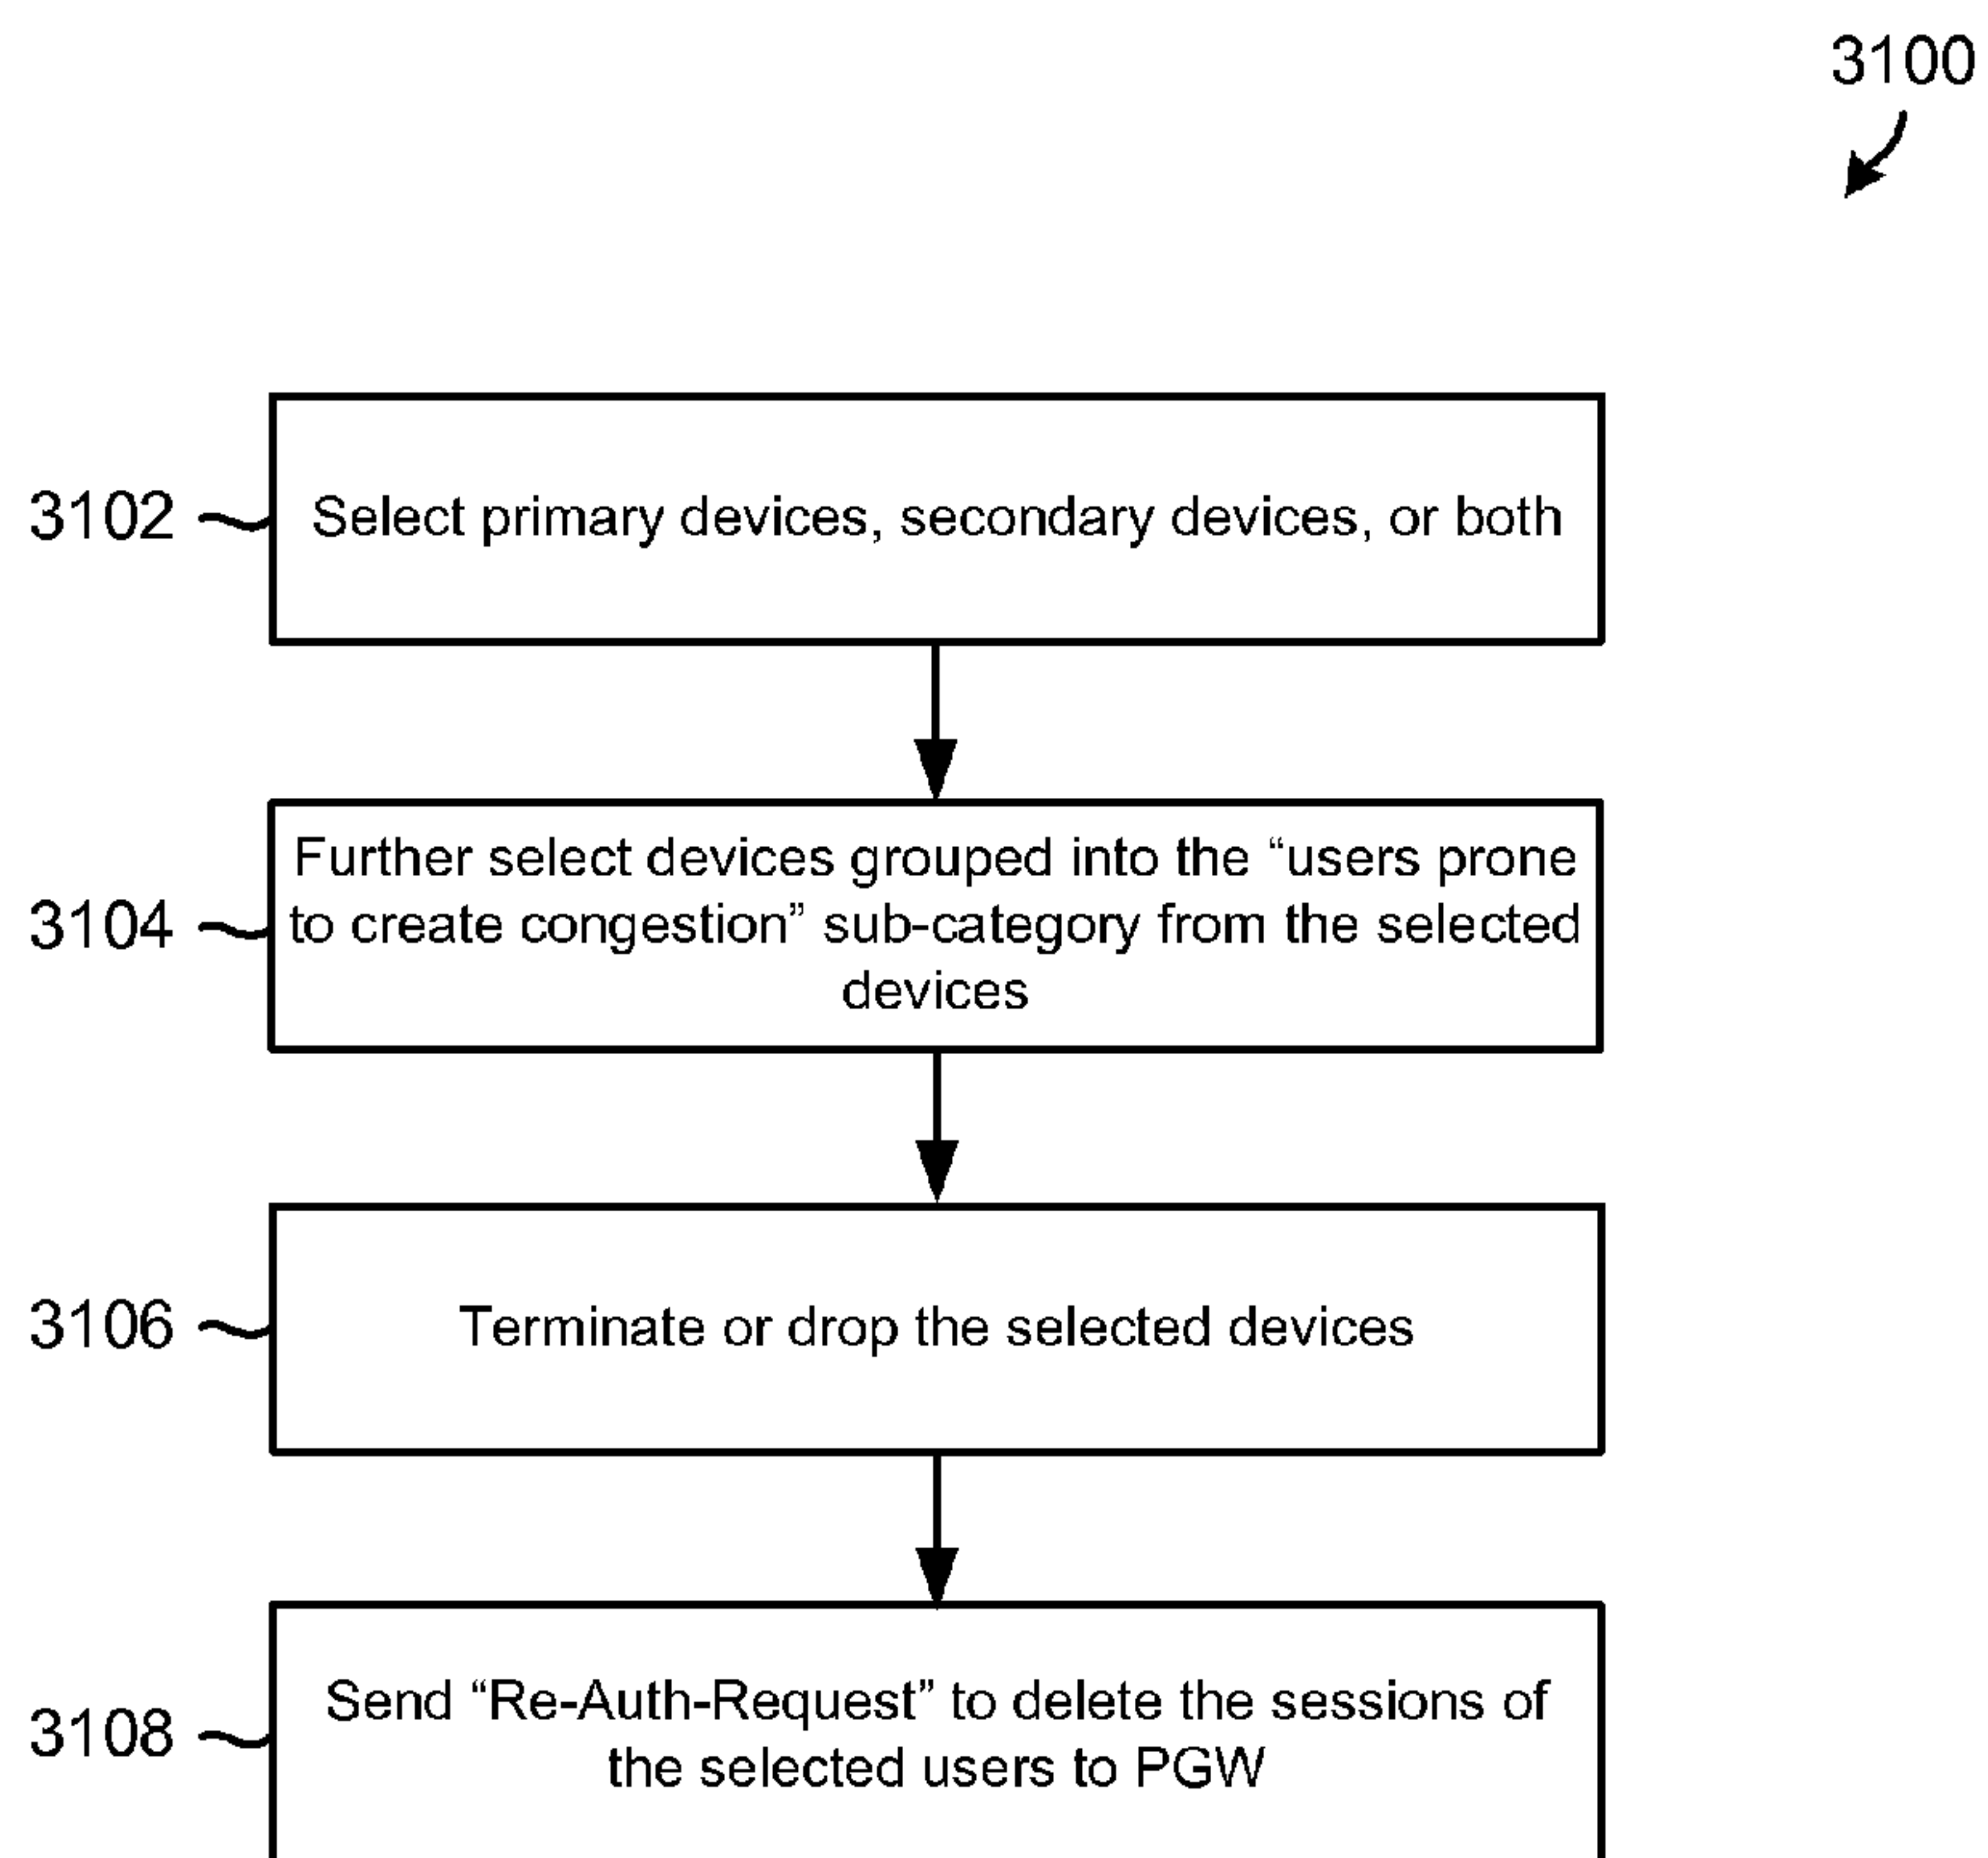 3100
3102
Select primary devices, secondary devices, or both
3104
Further select devices grouped into the “users prone
to create congestion” sub-category from the selected
devices
3106
Terminate or drop the selected devices
3108
Send “Re-Auth-Request” to delete the sessions of
the selected users to PGW